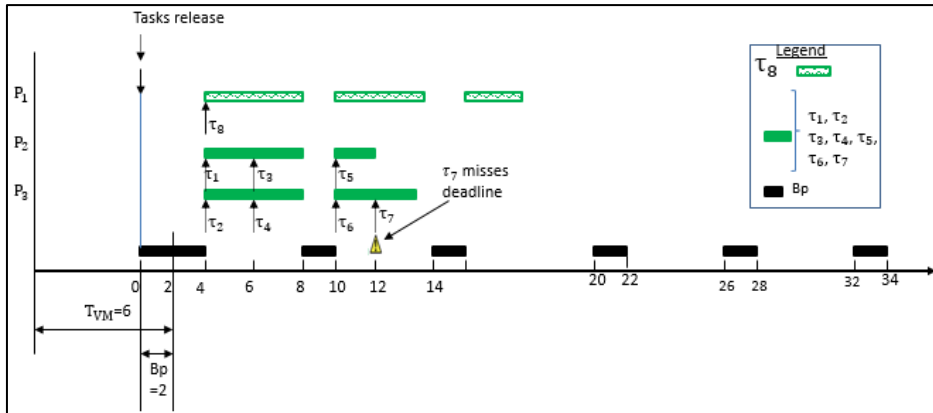 Tasks release
Legend
τ₈
P₁
τ₈
τ₁, τ₂
τ₃, τ₄, τ₅,
τ₆, τ₇
Bp
P₂
τ₁ τ₃ τ₅
τ₇ misses
deadline
P₃
τ₂ τ₄ τ₆ τ₇
0 2 4 6 8 10 12 14 20 22 26 28 32 34
T_VM=6
Bp
=2